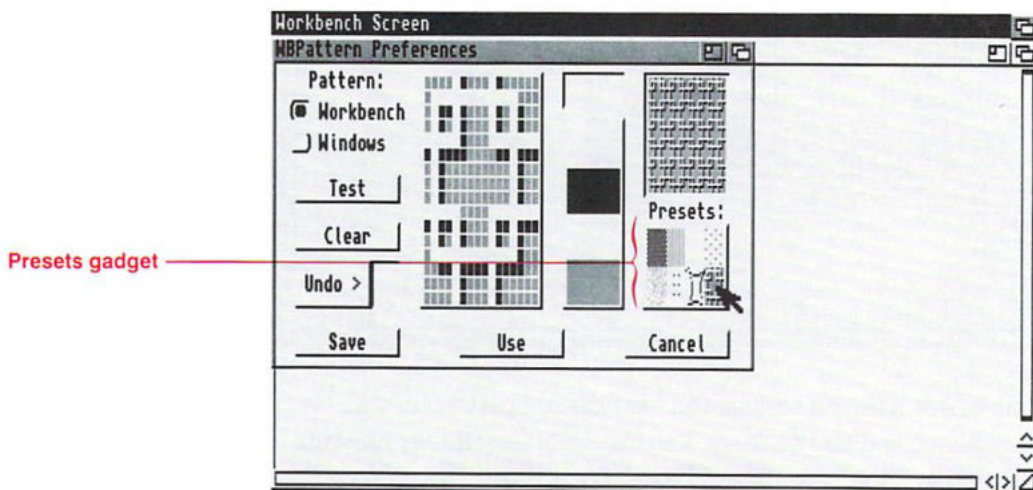 Workbench Screen
WBPattern Preferences
Pattern:
Workbench
Windows
Test
Clear
Undo >
Presets:
Presets gadget
Save
Use
Cancel